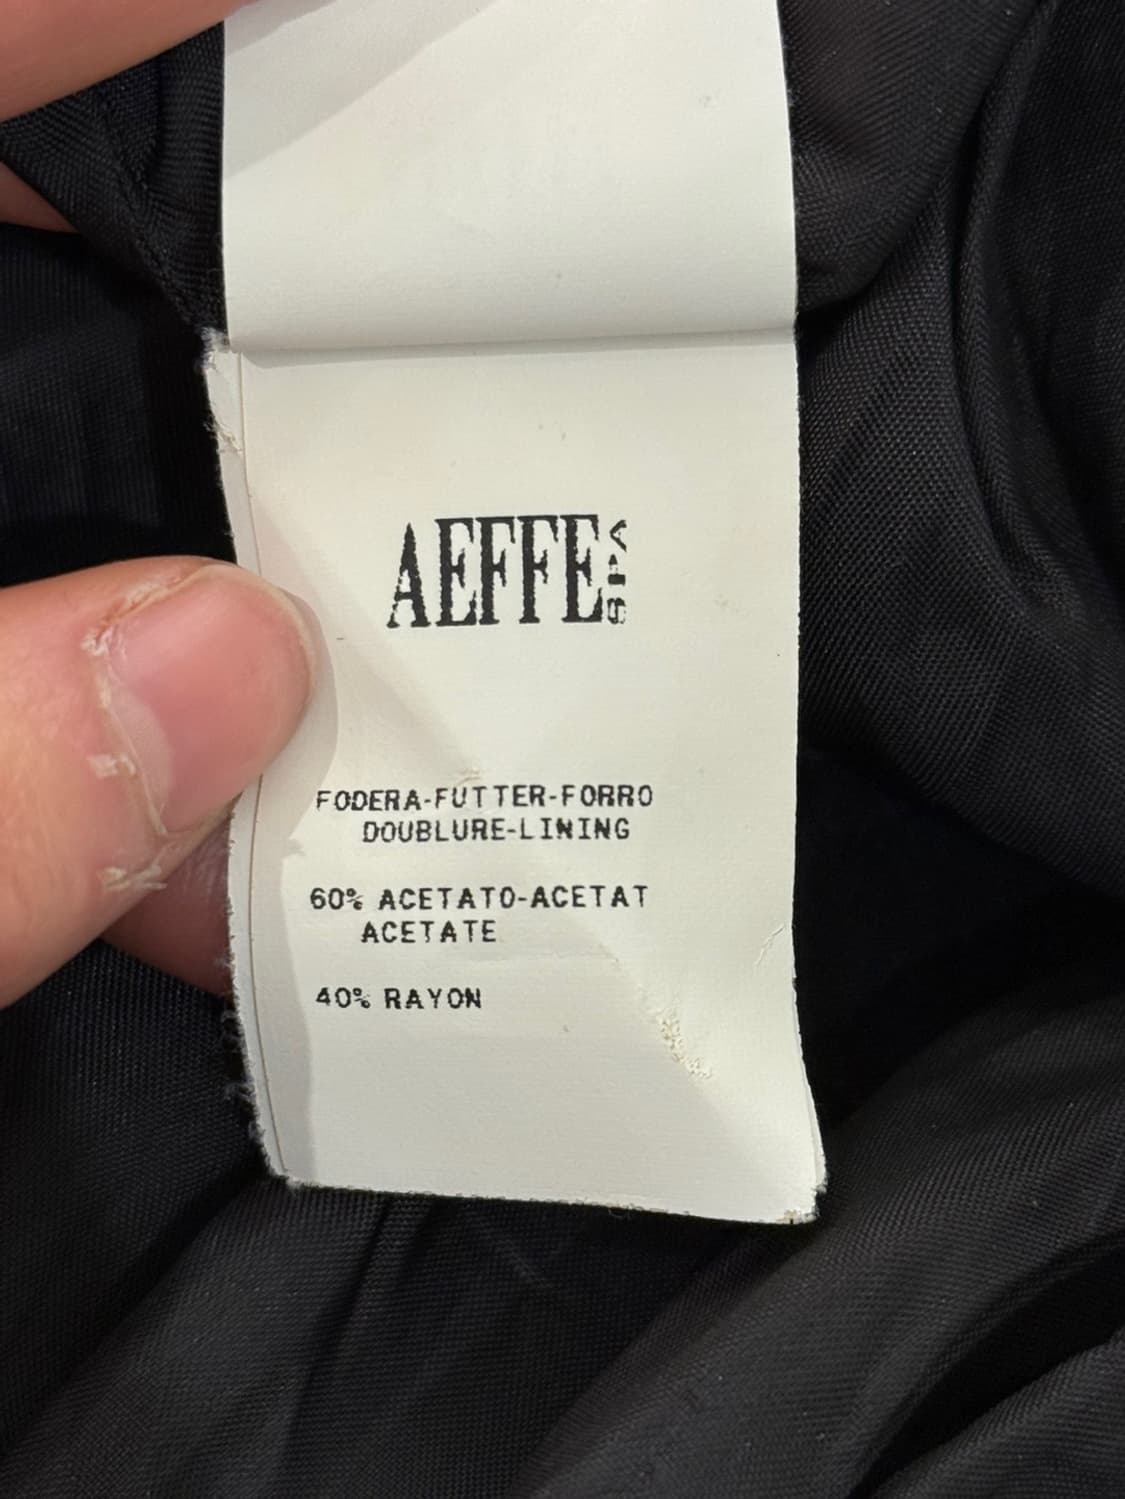 AEFFE SPA
FODERA-FUTTER-FORRO
DOUBLURE-LINING
60% ACETATO-ACETAT
ACETATE
40% RAYON